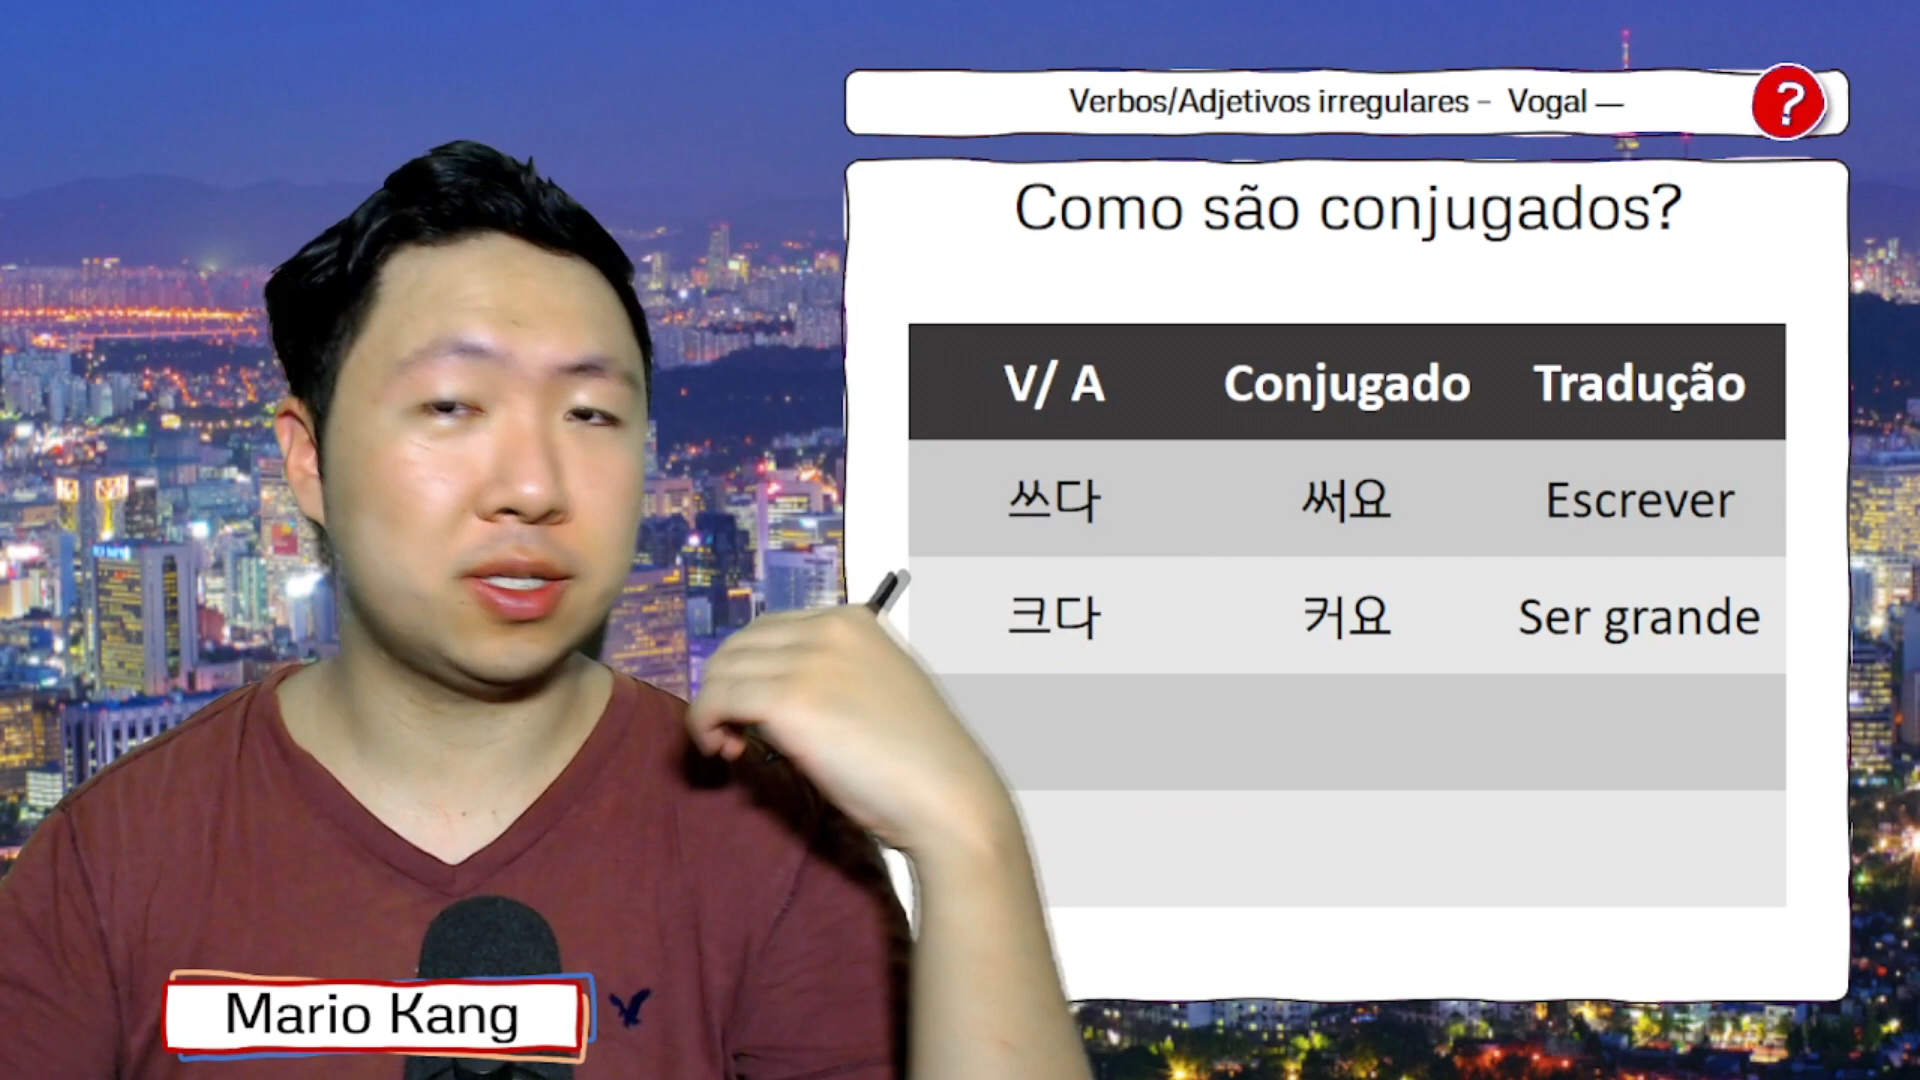 Verbos/Adjetivos irregulares - Vogal ㅡ
?
Como são conjugados?
V/ A Conjugado Tradução
쓰다 써요 Escrever
크다 커요 Ser grande
Mario Kang